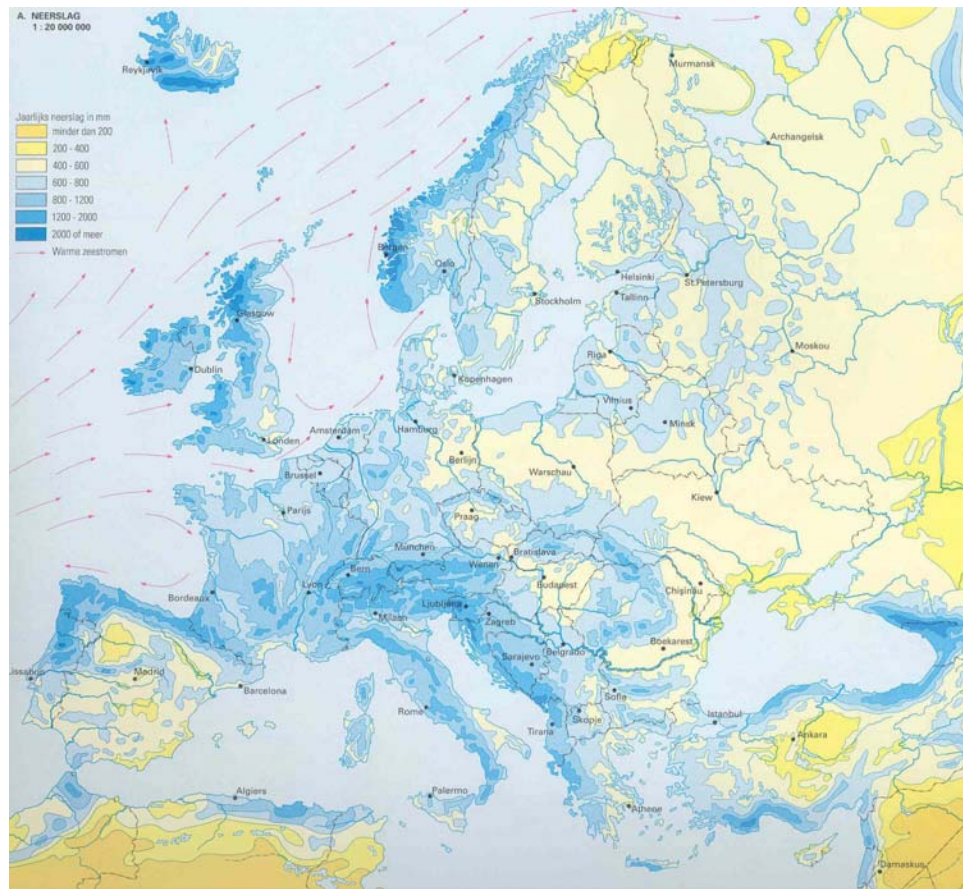 A. NEERSLAG
1 : 20 000 000
Reykjavik
Murmansk
Jaarlijks neerslag in mm
minder dan 200
200 - 400
400 - 600
600 - 800
800 - 1200
1200 - 2000
2000 of meer
Warme zeestromen
Archangelsk
Bergen
Oslo
Helsinki
St.Petersburg
Stockholm
Tallinn
Glasgow
Riga
Moskou
Dublin
Kopenhagen
Vilnius
Minsk
Londen
Amsterdam
Hamburg
Berlijn
Warschau
Brussel
Kiew
Parijs
Praag
München
Wenen
Bratislava
Bern
Budapest
Chişinau
Bordeaux
Lyon
Ljubljana
Milaan
Zagreb
Belgrado
Boekarest
Sarajevo
Lissabon
Madrid
Barcelona
Sofia
Rome
Skopje
Istanbul
Tirana
Ankara
Algiers
Palermo
Athene
Damaskus